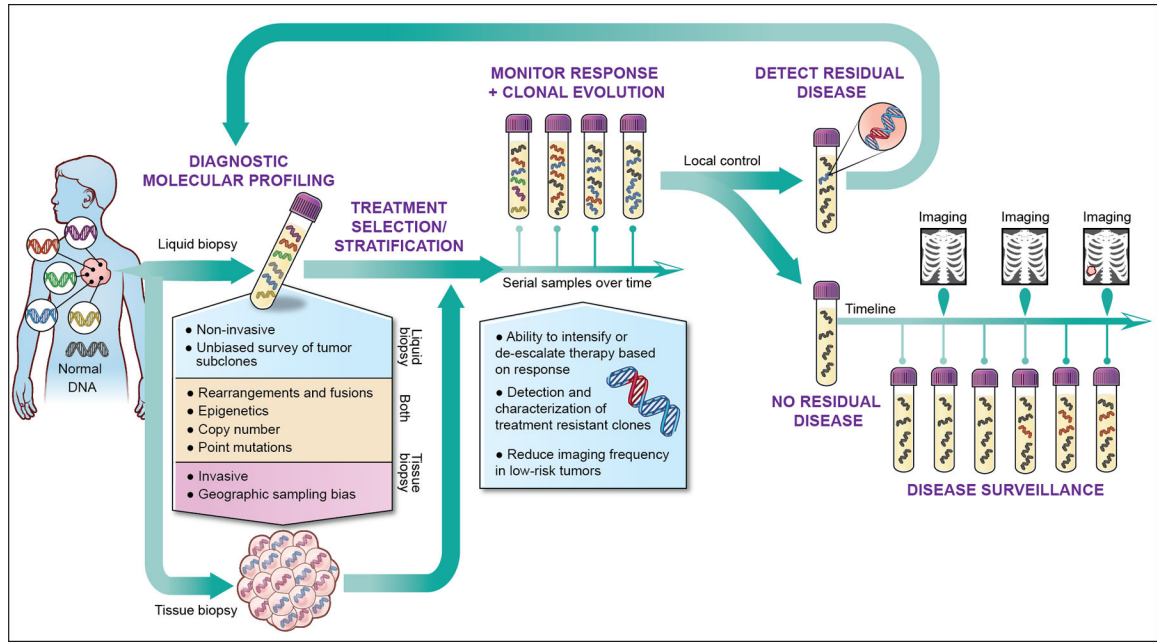 MONITOR RESPONSE
+ CLONAL EVOLUTION
DETECT RESIDUAL
DISEASE
DIAGNOSTIC
MOLECULAR PROFILING
Local control
TREATMENT
SELECTION/
STRATIFICATION
Liquid biopsy
Imaging
Imaging
Imaging
Serial samples over time
Timeline
Normal
DNA
● Non-invasive
● Unbiased survey of tumor
subclones
Liquid
biopsy
● Rearrangements and fusions
● Epigenetics
● Copy number
● Point mutations
Both
● Invasive
● Geographic sampling bias
Tissue
biopsy
● Ability to intensify or
de-escalate therapy based
on response
● Detection and
characterization of
treatment resistant clones
● Reduce imaging frequency
in low-risk tumors
NO RESIDUAL
DISEASE
DISEASE SURVEILLANCE
Tissue biopsy